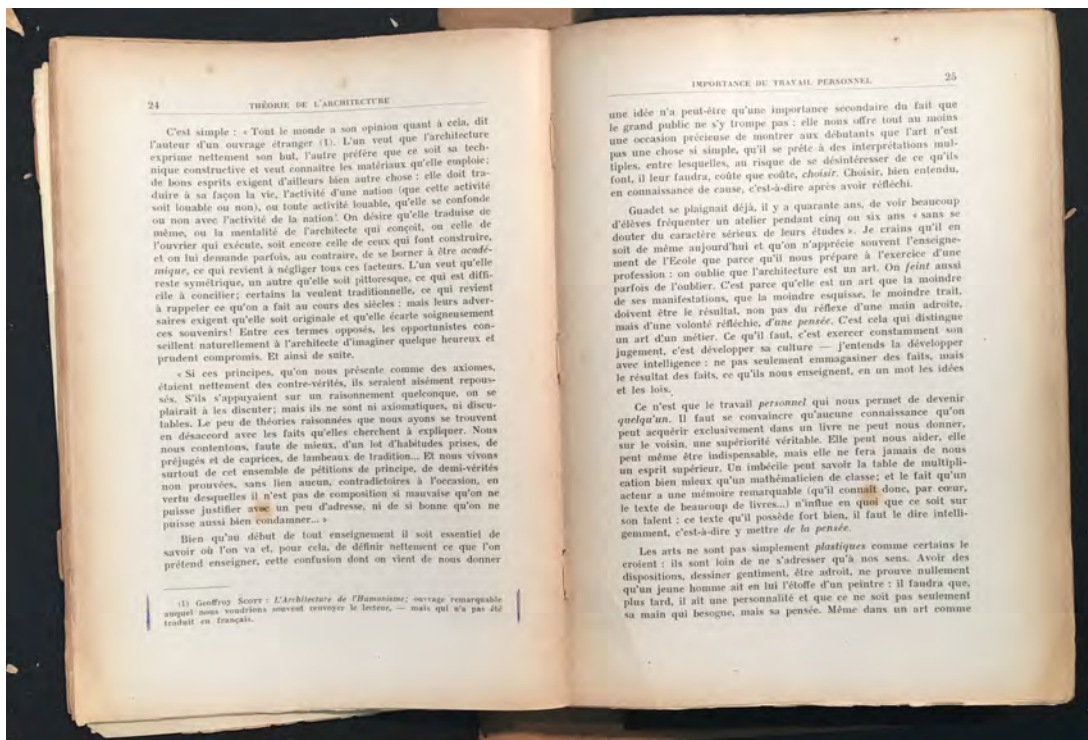 24
THÉORIE DE L'ARCHITECTURE
C'est simple : « Tout le monde a son opinion quant à cela, dit
l'auteur d'un ouvrage étranger (1). L'un veut que l'architecture
exprime nettement son but, l'autre préfère que ce soit sa tech-
nique constructive et veut connaître les matériaux qu'elle emploie;
de bons esprits exigent d'ailleurs bien autre chose : elle doit tra-
duire à sa façon la vie, l'activité d'une nation (que cette activité
soit louable ou non), ou toute activité louable, qu'elle se confonde
ou non avec l'activité de la nation! On désire qu'elle traduise de
même, ou la mentalité de l'architecte qui conçoit, ou celle de
l'ouvrier qui exécute, soit encore celle de ceux qui font construire,
et on lui demande parfois, au contraire, de se borner à être acadé-
mique, ce qui revient à négliger tous ces facteurs. L'un veut qu'elle
reste symétrique, un autre qu'elle soit pittoresque, ce qui est diffi-
cile à concilier; certains la veulent traditionnelle, ce qui revient
à rappeler ce qu'on a fait au cours des siècles : mais leurs adver-
saires exigent qu'elle soit originale et qu'elle écarte soigneusement
ces souvenirs! Entre ces termes opposés, les opportunistes con-
seillent naturellement à l'architecte d'imaginer quelque heureux et
prudent compromis. Et ainsi de suite.
« Si ces principes, qu'on nous présente comme des axiomes,
étaient nettement des contre-vérités, ils seraient aisément repous-
sés. S'ils s'appuyaient sur un raisonnement quelconque, on se
plairait à les discuter; mais ils ne sont ni axiomatiques, ni discu-
tables. Le peu de théories raisonnées que nous ayons se trouvent
en désaccord avec les faits qu'elles cherchent à expliquer. Nous
nous contentons, faute de mieux, d'un lot d'habitudes prises, de
préjugés et de caprices, de lambeaux de tradition... Et nous vivons
surtout de cet ensemble de pétitions de principe, de demi-vérités
non prouvées, sans lien aucun, contradictoires à l'occasion, en
vertu desquelles il n'est pas de composition si mauvaise qu'on ne
puisse justifier avec un peu d'adresse, ni de si bonne qu'on ne
puisse aussi bien condamner... »
Bien qu'au début de tout enseignement il soit essentiel de
savoir où l'on va et, pour cela, de définir nettement ce que l'on
prétend enseigner, cette confusion dont on vient de nous donner
(1) Geoffroy SCOTT : L'Architecture de l'Humanisme; ouvrage remarquable
auquel nous voudrions souvent renvoyer le lecteur, — mais qui n'a pas été
traduit en français.
IMPORTANCE DU TRAVAIL PERSONNEL
25
une idée n'a peut-être qu'une importance secondaire du fait que
le grand public ne s'y trompe pas : elle nous offre tout au moins
une occasion précieuse de montrer aux débutants que l'art n'est
pas une chose si simple, qu'il se prête à des interprétations mul-
tiples, entre lesquelles, au risque de se désintéresser de ce qu'ils
font, il leur faudra, coûte que coûte, choisir. Choisir, bien entendu,
en connaissance de cause, c'est-à-dire après avoir réfléchi.
Guadet se plaignait déjà, il y a quarante ans, de voir beaucoup
d'élèves fréquenter un atelier pendant cinq ou six ans « sans se
douter du caractère sérieux de leurs études ». Je crains qu'il en
soit de même aujourd'hui et qu'on n'apprécie souvent l'enseigne-
ment de l'Ecole que parce qu'il nous prépare à l'exercice d'une
profession : on oublie que l'architecture est un art. On feint aussi
parfois de l'oublier. C'est parce qu'elle est un art que la moindre
de ses manifestations, que la moindre esquisse, le moindre trait,
doivent être le résultat, non pas du réflexe d'une main adroite,
mais d'une volonté réfléchie, d'une pensée. C'est cela qui distingue
un art d'un métier. Ce qu'il faut, c'est exercer constamment son
jugement, c'est développer sa culture — j'entends la développer
avec intelligence : ne pas seulement emmagasiner des faits, mais
le résultat des faits, ce qu'ils nous enseignent, en un mot les idées
et les lois.
Ce n'est que le travail personnel qui nous permet de devenir
quelqu'un. Il faut se convaincre qu'aucune connaissance qu'on
peut acquérir exclusivement dans un livre ne peut nous donner,
sur le voisin, une supériorité véritable. Elle peut nous aider, elle
peut même être indispensable, mais elle ne fera jamais de nous
un esprit supérieur. Un imbécile peut savoir la table de multipli-
cation bien mieux qu'un mathématicien de classe; et le fait qu'un
acteur a une mémoire remarquable (qu'il connaît donc, par cœur,
le texte de beaucoup de livres...) n'influe en quoi que ce soit sur
son talent : ce texte qu'il possède fort bien, il faut le dire intelli-
gemment, c'est-à-dire y mettre de la pensée.
Les arts ne sont pas simplement plastiques comme certains le
croient : ils sont loin de ne s'adresser qu'à nos sens. Avoir des
dispositions, dessiner gentiment, être adroit, ne prouve nullement
qu'un jeune homme ait en lui l'étoffe d'un peintre : il faudra que,
plus tard, il ait une personnalité et que ce ne soit pas seulement
sa main qui besogne, mais sa pensée. Même dans un art comme